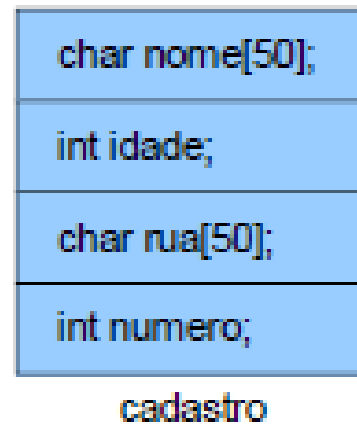 char nome[50];
int idade;
char rua[50];
int numero;
cadastro